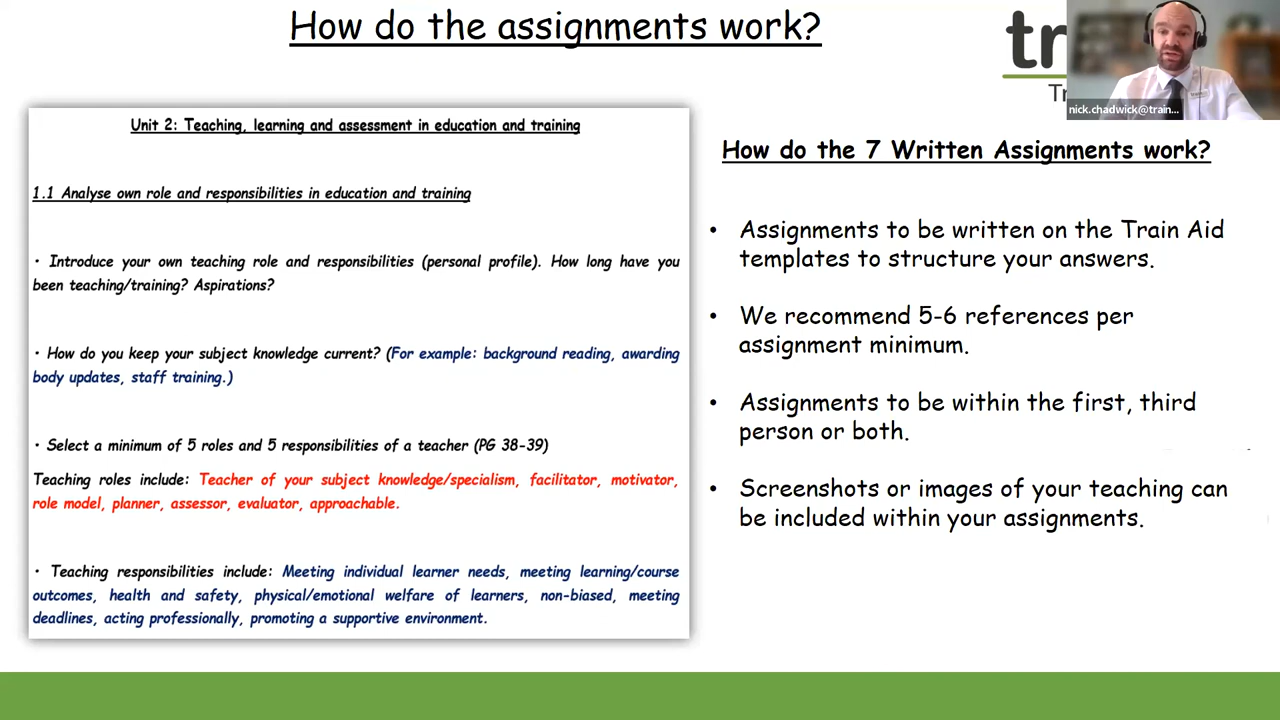 How do the assignments work?
nick.chadwick@train...
Unit 2: Teaching, learning and assessment in education and training
1.1 Analyse own role and responsibilities in education and training
• Introduce your own teaching role and responsibilities (personal profile). How long have you
been teaching/training? Aspirations?
• How do you keep your subject knowledge current? (For example: background reading, awarding
body updates, staff training.)
• Select a minimum of 5 roles and 5 responsibilities of a teacher (PG 38-39)
Teaching roles include: Teacher of your subject knowledge/specialism, facilitator, motivator,
role model, planner, assessor, evaluator, approachable.
• Teaching responsibilities include: Meeting individual learner needs, meeting learning/course
outcomes, health and safety, physical/emotional welfare of learners, non-biased, meeting
deadlines, acting professionally, promoting a supportive environment.
How do the 7 Written Assignments work?
• Assignments to be written on the Train Aid
templates to structure your answers.
• We recommend 5-6 references per
assignment minimum.
• Assignments to be within the first, third
person or both.
• Screenshots or images of your teaching can
be included within your assignments.